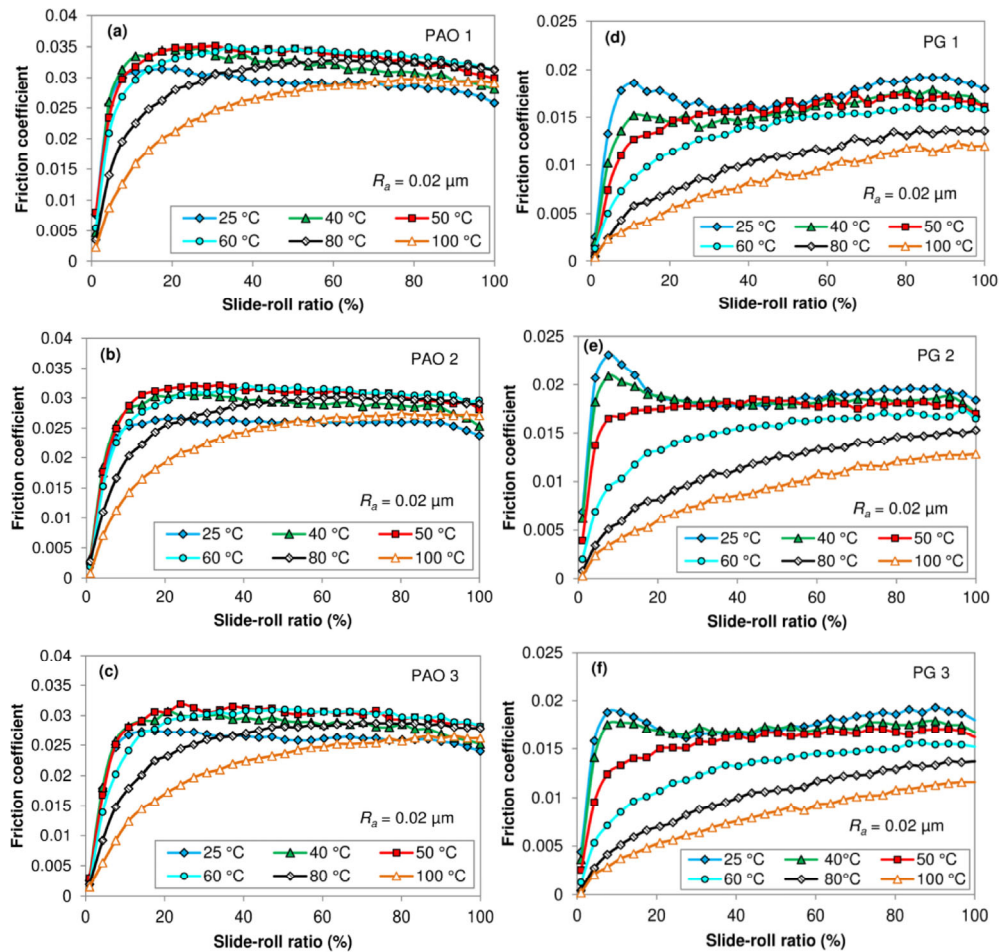 (a)
PAO 1
Friction coefficient
0.04
0.035
0.03
0.025
0.02
0.015
0.01
0.005
0
Rₐ = 0.02 µm
25 °C 40 °C 50 °C
60 °C 80 °C 100 °C
0 20 40 60 80 100
Slide-roll ratio (%)
(d)
PG 1
Friction coefficient
0.025
0.02
0.015
0.01
0.005
0
Rₐ = 0.02 µm
25 °C 40 °C 50 °C
60 °C 80 °C 100 °C
0 20 40 60 80 100
Slide-roll ratio (%)
(b)
PAO 2
Friction coefficient
0.04
0.035
0.03
0.025
0.02
0.015
0.01
0.005
0
Rₐ = 0.02 µm
25 °C 40 °C 50 °C
60 °C 80 °C 100 °C
0 20 40 60 80 100
Slide-roll ratio (%)
(e)
PG 2
Friction coefficient
0.025
0.02
0.015
0.01
0.005
0
Rₐ = 0.02 µm
25 °C 40 °C 50 °C
60 °C 80 °C 100 °C
0 20 40 60 80 100
Slide-roll ratio (%)
(c)
PAO 3
Friction coefficient
0.04
0.035
0.03
0.025
0.02
0.015
0.01
0.005
0
Rₐ = 0.02 µm
25 °C 40 °C 50 °C
60 °C 80 °C 100 °C
0 20 40 60 80 100
Slide-roll ratio (%)
(f)
PG 3
Friction coefficient
0.025
0.02
0.015
0.01
0.005
0
Rₐ = 0.02 µm
25 °C 40°C 50 °C
60 °C 80°C 100 °C
0 20 40 60 80 100
Slide-roll ratio (%)